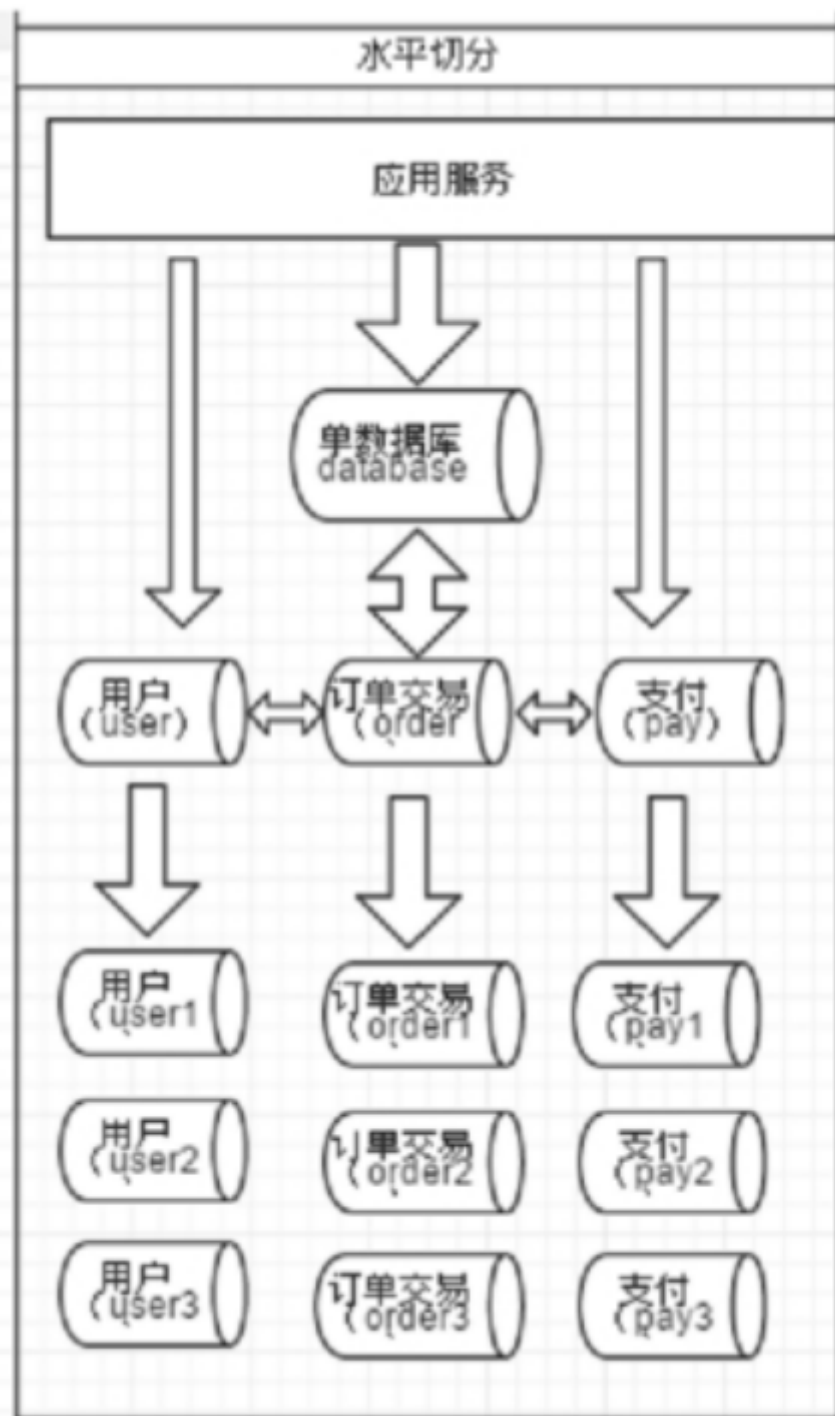 水平切分
应用服务
单数据库
database
用户
(user)
订单交易
(order
支付
(pay)
用户
(user1
订单交易
(order1
支付
(pay1
用户
(user2
订单交易
(order2
支付
(pay2
用户
(user3
订单交易
(order3
支付
(pay3